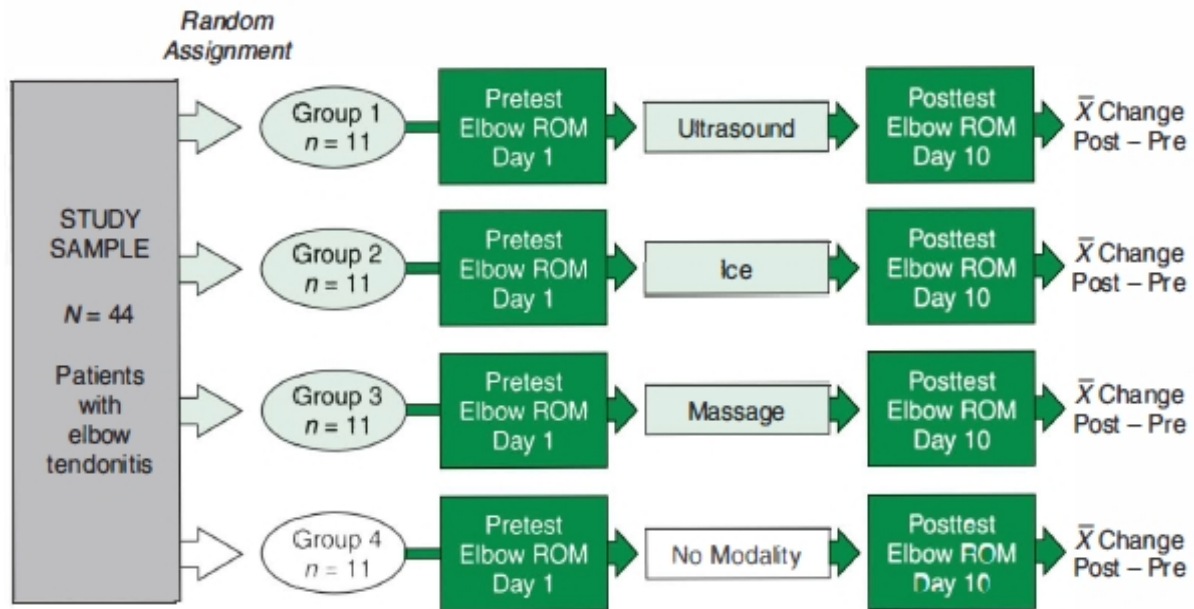 Random
Assignment
STUDY
SAMPLE
N = 44
Patients
with
elbow
tendonitis
Group 1
n = 11
Pretest
Elbow ROM
Day 1
Ultrasound
Posttest
Elbow ROM
Day 10
X̄ Change
Post – Pre
Group 2
n = 11
Pretest
Elbow ROM
Day 1
Ice
Posttest
Elbow ROM
Day 10
X̄ Change
Post – Pre
Group 3
n = 11
Pretest
Elbow ROM
Day 1
Massage
Posttest
Elbow ROM
Day 10
X̄ Change
Post – Pre
Group 4
n = 11
Pretest
Elbow ROM
Day 1
No Modality
Posttest
Elbow ROM
Day 10
X̄ Change
Post – Pre